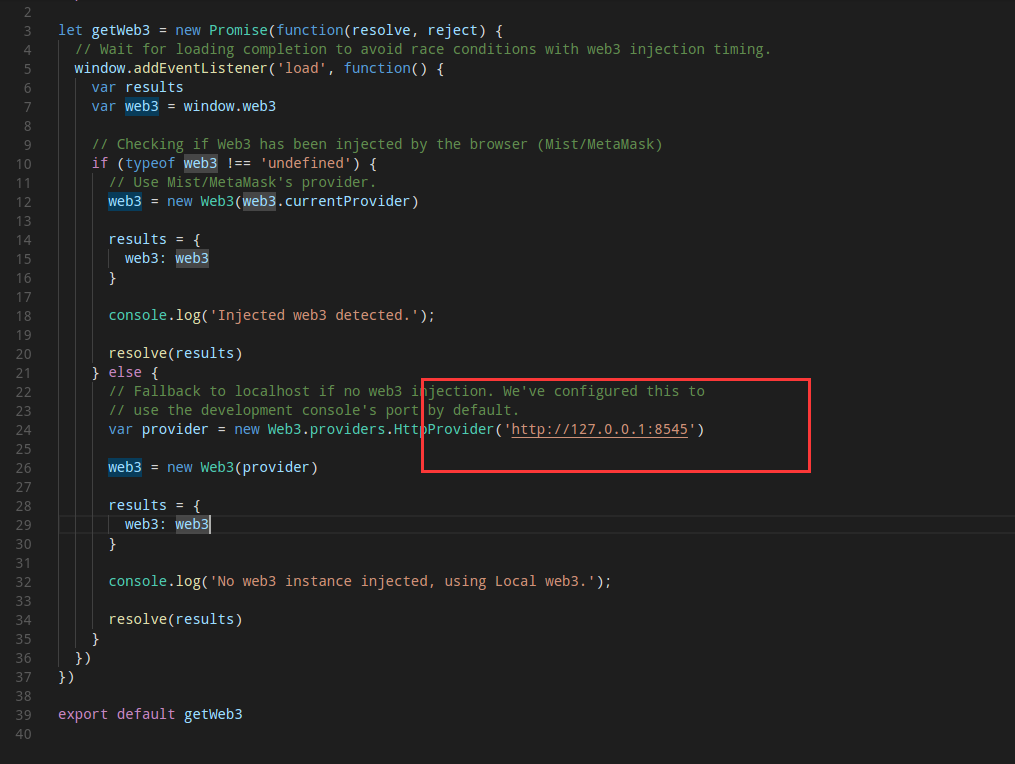 2
3 let getWeb3 = new Promise(function(resolve, reject) {
4 // Wait for loading completion to avoid race conditions with web3 injection timing.
5 window.addEventListener('load', function() {
6 var results
7 var web3 = window.web3
8
9 // Checking if Web3 has been injected by the browser (Mist/MetaMask)
10 if (typeof web3 !== 'undefined') {
11 // Use Mist/MetaMask's provider.
12 web3 = new Web3(web3.currentProvider)
13
14 results = {
15 web3: web3
16 }
17
18 console.log('Injected web3 detected.');
19
20 resolve(results)
21 } else {
22 // Fallback to localhost if no web3 injection. We've configured this to
23 // use the development console's port by default.
24 var provider = new Web3.providers.HttpProvider('http://127.0.0.1:8545')
25
26 web3 = new Web3(provider)
27
28 results = {
29 web3: web3
30 }
31
32 console.log('No web3 instance injected, using Local web3.');
33
34 resolve(results)
35 }
36 })
37 })
38
39 export default getWeb3
40